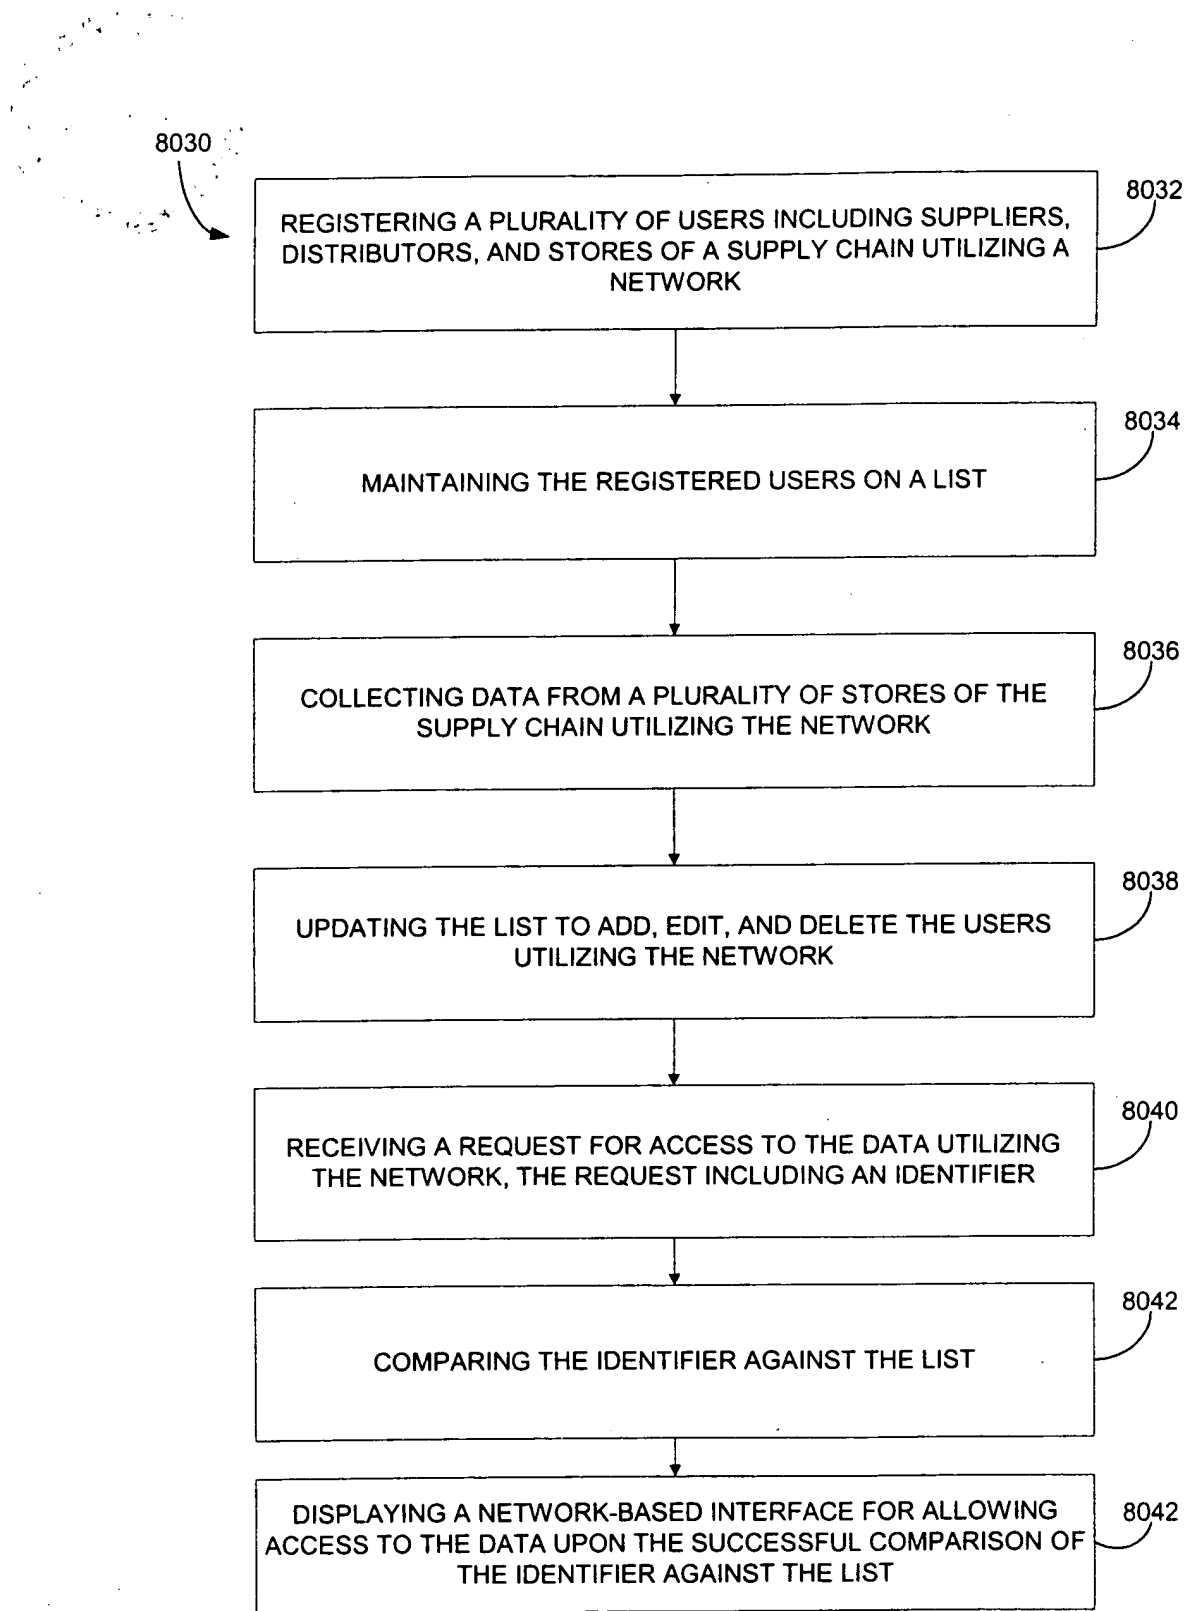 8030
8032
REGISTERING A PLURALITY OF USERS INCLUDING SUPPLIERS,
DISTRIBUTORS, AND STORES OF A SUPPLY CHAIN UTILIZING A
NETWORK
8034
MAINTAINING THE REGISTERED USERS ON A LIST
8036
COLLECTING DATA FROM A PLURALITY OF STORES OF THE
SUPPLY CHAIN UTILIZING THE NETWORK
8038
UPDATING THE LIST TO ADD, EDIT, AND DELETE THE USERS
UTILIZING THE NETWORK
8040
RECEIVING A REQUEST FOR ACCESS TO THE DATA UTILIZING
THE NETWORK, THE REQUEST INCLUDING AN IDENTIFIER
8042
COMPARING THE IDENTIFIER AGAINST THE LIST
8042
DISPLAYING A NETWORK-BASED INTERFACE FOR ALLOWING
ACCESS TO THE DATA UPON THE SUCCESSFUL COMPARISON OF
THE IDENTIFIER AGAINST THE LIST